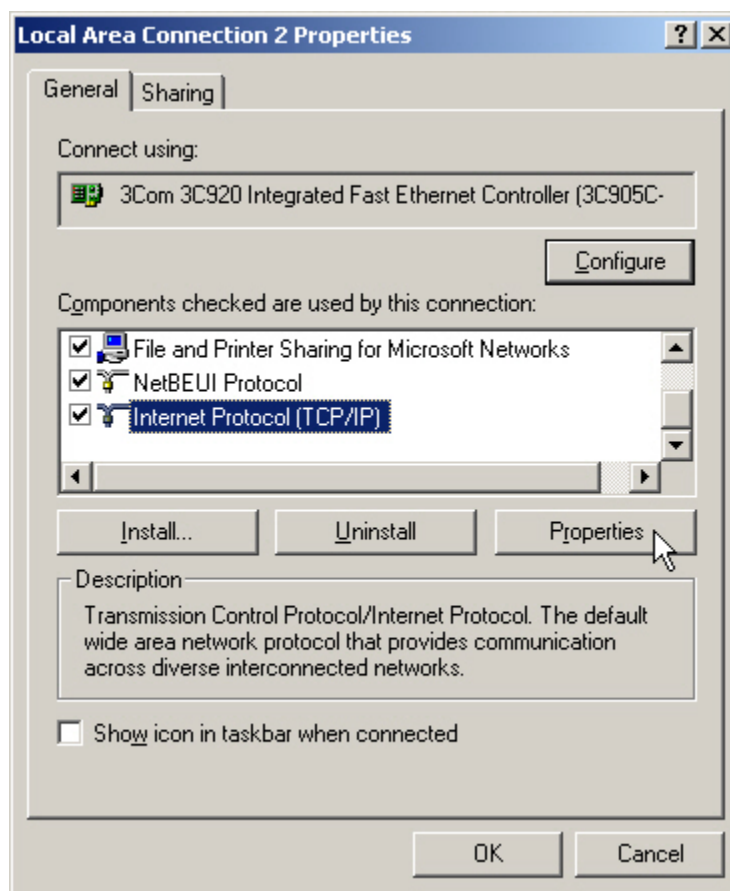 Local Area Connection 2 Properties
General Sharing
Connect using:
3Com 3C920 Integrated Fast Ethernet Controller (3C905C-
Configure
Components checked are used by this connection:
File and Printer Sharing for Microsoft Networks
NetBEUI Protocol
Internet Protocol (TCP/IP)
Install... Uninstall Properties
Description
Transmission Control Protocol/Internet Protocol. The default
wide area network protocol that provides communication
across diverse interconnected networks.
Show icon in taskbar when connected
OK Cancel